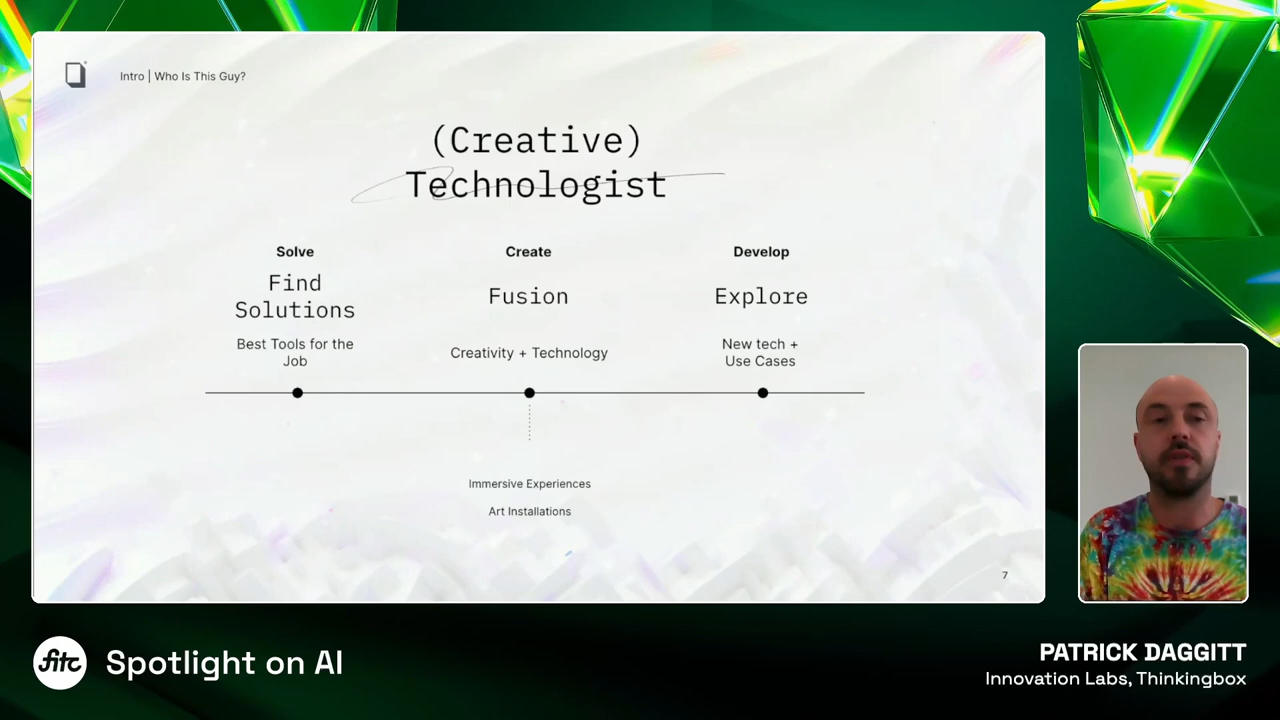 Intro | Who Is This Guy?
(Creative)
Technologist
Solve
Find
Solutions
Best Tools for the
Job
Create
Fusion
Creativity + Technology
Develop
Explore
New tech +
Use Cases
Immersive Experiences
Art Installations
7
fitc
Spotlight on AI
PATRICK DAGGITT
Innovation Labs, Thinkingbox